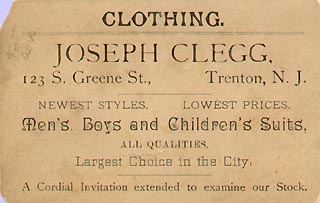 CLOTHING.
JOSEPH CLEGG,
123 S. Greene St., Trenton, N. J.
NEWEST STYLES. LOWEST PRICES.
Men's, Boys and Children's Suits,
ALL QUALITIES.
Largest Choice in the City.
A Cordial Invitation extended to examine our Stock.